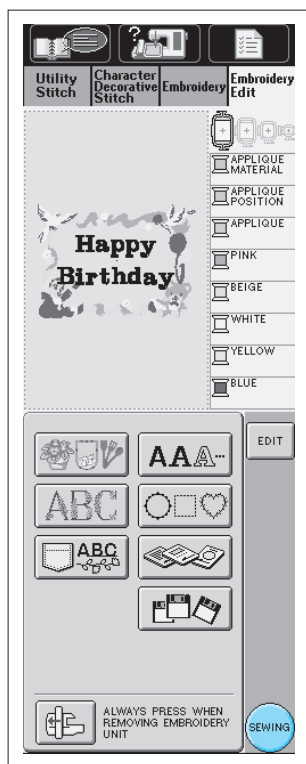 ?
Utility
Stitch
Character
Decorative
Stitch
Embroidery
Embroidery
Edit
APPLIQUE
MATERIAL
APPLIQUE
POSITION
APPLIQUE
PINK
BEIGE
WHITE
YELLOW
BLUE
Happy
Birthday
EDIT
AAA
ABC
ABC
ALWAYS PRESS WHEN
REMOVING EMBROIDERY
UNIT
SEWING